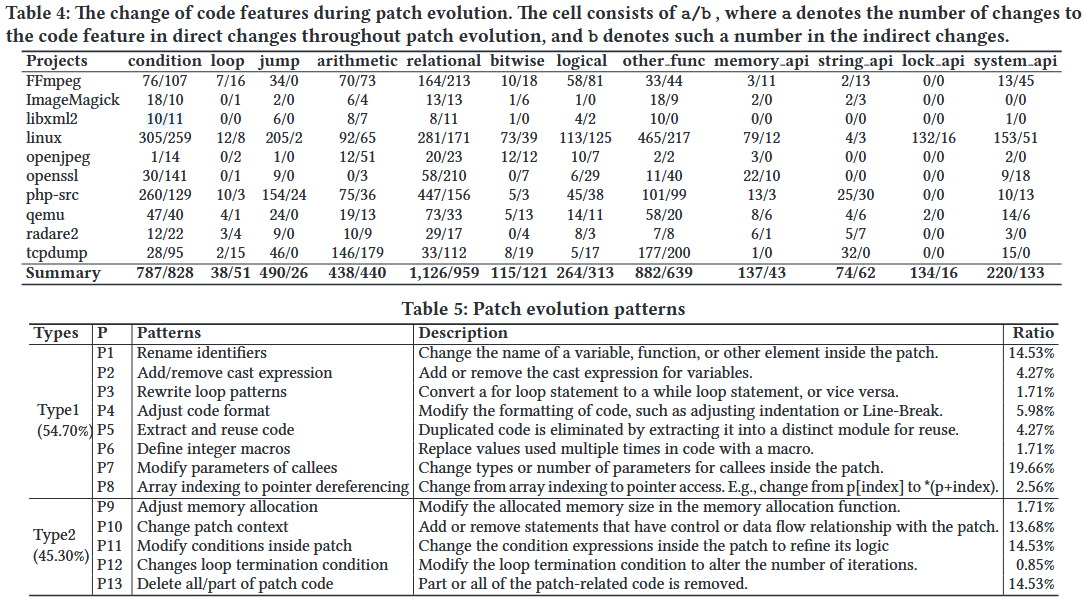 Table 4: The change of code features during patch evolution. The cell consists of a/b , where a denotes the number of changes to
the code feature in direct changes throughout patch evolution, and b denotes such a number in the indirect changes.
Projects condition loop jump arithmetic relational bitwise logical other_func memory_api string_api lock_api system_api
FFmpeg 76/107 7/16 34/0 70/73 164/213 10/18 58/81 33/44 3/11 2/13 0/0 13/45
ImageMagick 18/10 0/1 2/0 6/4 13/13 1/6 1/0 18/9 2/0 2/3 0/0 0/0
libxml2 10/11 0/0 6/0 8/7 8/11 1/0 4/2 10/0 0/0 0/0 0/0 1/0
linux 305/259 12/8 205/2 92/65 281/171 73/39 113/125 465/217 79/12 4/3 132/16 153/51
openjpeg 1/14 0/2 1/0 12/51 20/23 12/12 10/7 2/2 3/0 0/0 0/0 2/0
openssl 30/141 0/1 9/0 0/3 58/210 0/7 6/29 11/40 22/10 0/0 0/0 9/18
php-src 260/129 10/3 154/24 75/36 447/156 5/3 45/38 101/99 13/3 25/30 0/0 10/13
qemu 47/40 4/1 24/0 19/13 73/33 5/13 14/11 58/20 8/6 4/6 2/0 14/6
radare2 12/22 3/4 9/0 10/9 29/17 0/4 8/3 7/8 6/1 5/7 0/0 3/0
tcpdump 28/95 2/15 46/0 146/179 33/112 8/19 5/17 177/200 1/0 32/0 0/0 15/0
Summary 787/828 38/51 490/26 438/440 1,126/959 115/121 264/313 882/639 137/43 74/62 134/16 220/133
Table 5: Patch evolution patterns
Types P Patterns Description Ratio
P1 Rename identifiers Change the name of a variable, function, or other element inside the patch. 14.53%
P2 Add/remove cast expression Add or remove the cast expression for variables. 4.27%
P3 Rewrite loop patterns Convert a for loop statement to a while loop statement, or vice versa. 1.71%
Type1 P4 Adjust code format Modify the formatting of code, such as adjusting indentation or Line-Break. 5.98%
(54.70%) P5 Extract and reuse code Duplicated code is eliminated by extracting it into a distinct module for reuse. 4.27%
P6 Define integer macros Replace values used multiple times in code with a macro. 1.71%
P7 Modify parameters of callees Change types or number of parameters for callees inside the patch. 19.66%
P8 Array indexing to pointer dereferencing Change from array indexing to pointer access. E.g., change from p[index] to *(p+index). 2.56%
P9 Adjust memory allocation Modify the allocated memory size in the memory allocation function. 1.71%
Type2 P10 Change patch context Add or remove statements that have control or data flow relationship with the patch. 13.68%
(45.30%) P11 Modify conditions inside patch Change the condition expressions inside the patch to refine its logic 14.53%
P12 Changes loop termination condition Modify the loop termination condition to alter the number of iterations. 0.85%
P13 Delete all/part of patch code Part or all of the patch-related code is removed. 14.53%